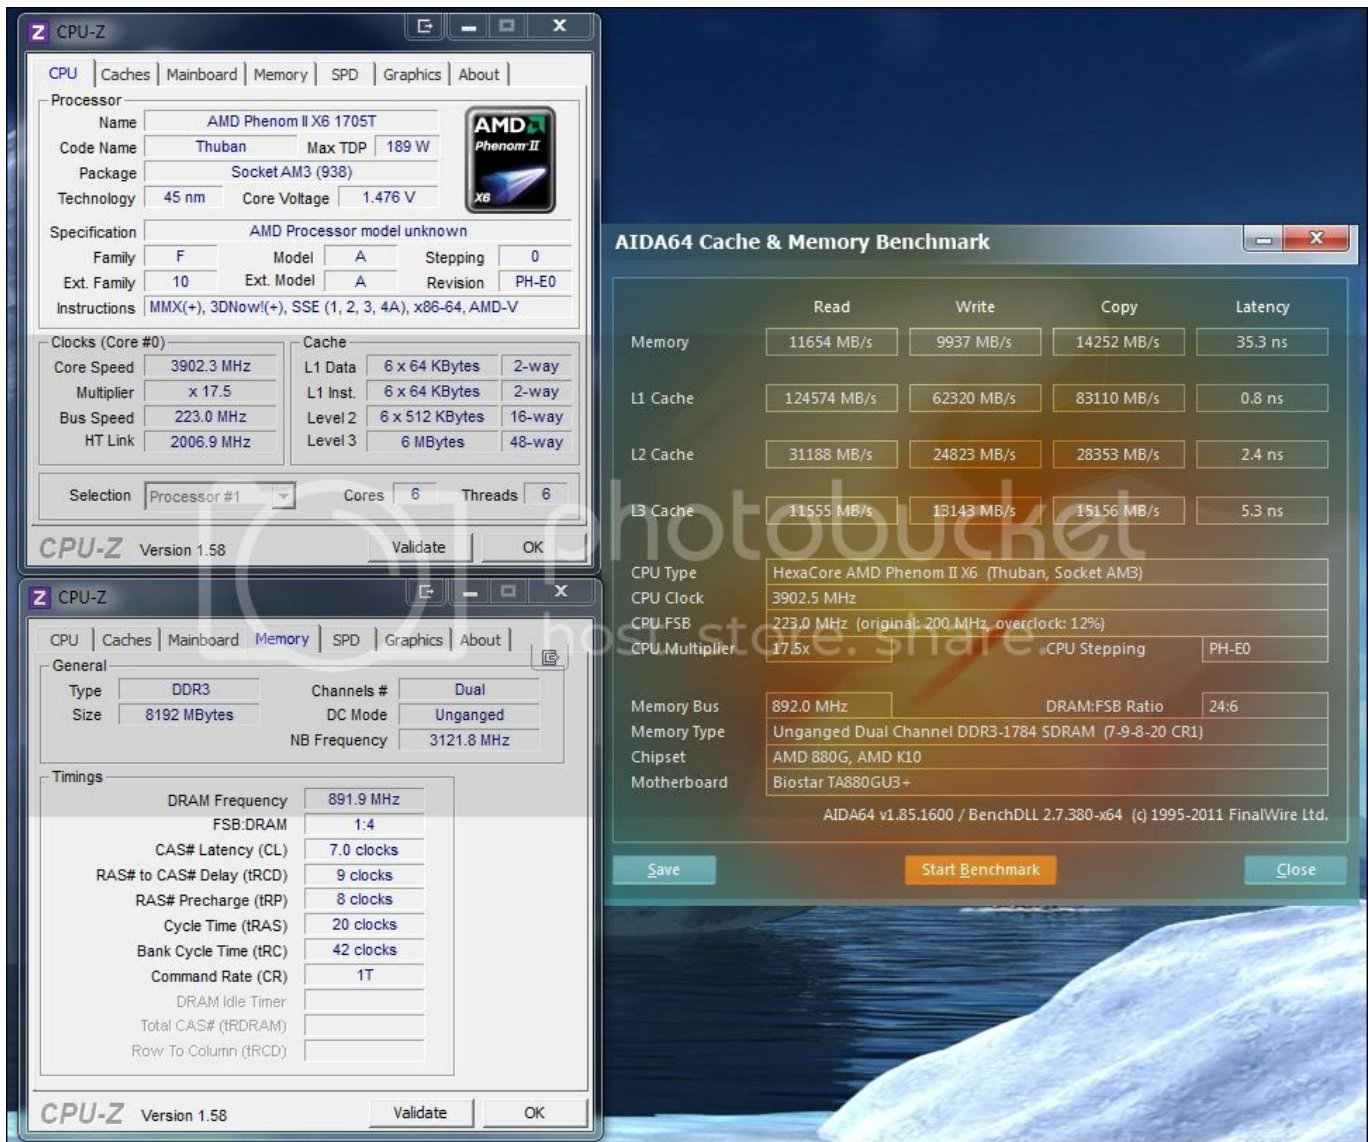 CPU-Z
CPU Caches Mainboard Memory SPD Graphics About
Processor
Name AMD Phenom II X6 1705T
Code Name Thuban Max TDP 189 W
Package Socket AM3 (938)
Technology 45 nm Core Voltage 1.476 V
AMD
Phenom II
X6
Specification AMD Processor model unknown
Family F Model A Stepping 0
Ext. Family 10 Ext. Model A Revision PH-E0
Instructions MMX(+), 3DNow!(+), SSE (1, 2, 3, 4A), x86-64, AMD-V
Clocks (Core #0) Cache
Core Speed 3902.3 MHz L1 Data 6 x 64 KBytes 2-way
Multiplier x 17.5 L1 Inst. 6 x 64 KBytes 2-way
Bus Speed 223.0 MHz Level 2 6 x 512 KBytes 16-way
HT Link 2006.9 MHz Level 3 6 MBytes 48-way
Selection Processor #1 Cores 6 Threads 6
CPU-Z Version 1.58 Validate OK
CPU-Z
CPU Caches Mainboard Memory SPD Graphics About
General
Type DDR3 Channels # Dual
Size 8192 MBytes DC Mode Unganged
NB Frequency 3121.8 MHz
Timings
DRAM Frequency 891.9 MHz
FSB:DRAM 1:4
CAS# Latency (CL) 7.0 clocks
RAS# to CAS# Delay (tRCD) 9 clocks
RAS# Precharge (tRP) 8 clocks
Cycle Time (tRAS) 20 clocks
Bank Cycle Time (tRC) 42 clocks
Command Rate (CR) 1T
DRAM Idle Timer
Total CAS# (tRDRAM)
Row To Column (tRCD)
CPU-Z Version 1.58 Validate OK
AIDA64 Cache & Memory Benchmark
Read Write Copy Latency
Memory 11654 MB/s 9937 MB/s 14252 MB/s 35.3 ns
L1 Cache 124574 MB/s 62320 MB/s 83110 MB/s 0.8 ns
L2 Cache 31188 MB/s 24823 MB/s 28353 MB/s 2.4 ns
L3 Cache 11555 MB/s 13143 MB/s 15156 MB/s 5.3 ns
CPU Type HexaCore AMD Phenom II X6 (Thuban, Socket AM3)
CPU Clock 3902.5 MHz
CPU FSB 223.0 MHz (original: 200 MHz, overclock: 12%)
CPU Multiplier 17.5x CPU Stepping PH-E0
Memory Bus 892.0 MHz DRAM:FSB Ratio 24:6
Memory Type Unganged Dual Channel DDR3-1784 SDRAM (7-9-8-20 CR1)
Chipset AMD 880G, AMD K10
Motherboard Biostar TA880GU3+
AIDA64 v1.85.1600 / BenchDLL 2.7.380-x64 (c) 1995-2011 FinalWire Ltd.
Save Start Benchmark Close
photobucket
host. store. share.